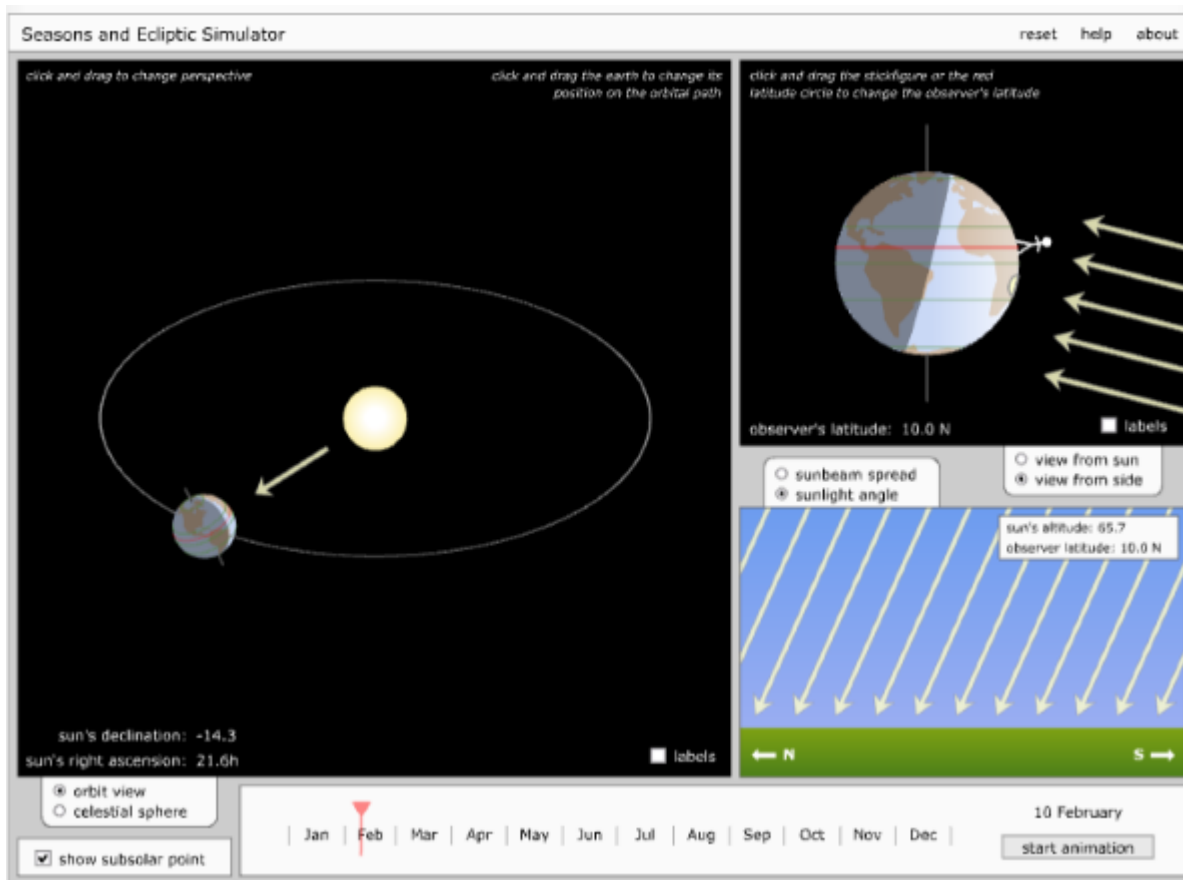 Seasons and Ecliptic Simulator
reset help about
click and drag to change perspective
click and drag the earth to change its
position on the orbital path
click and drag the stickfigure or the red
latitude circle to change the observer's latitude
observer's latitude: 10.0 N
labels
view from sun
view from side
sunbeam spread
sunlight angle
sun's altitude: 65.7
observer latitude: 10.0 N
N
S
sun's declination: -14.3
sun's right ascension: 21.6h
labels
orbit view
celestial sphere
show subsolar point
Jan Feb Mar Apr May Jun Jul Aug Sep Oct Nov Dec
10 February
start animation